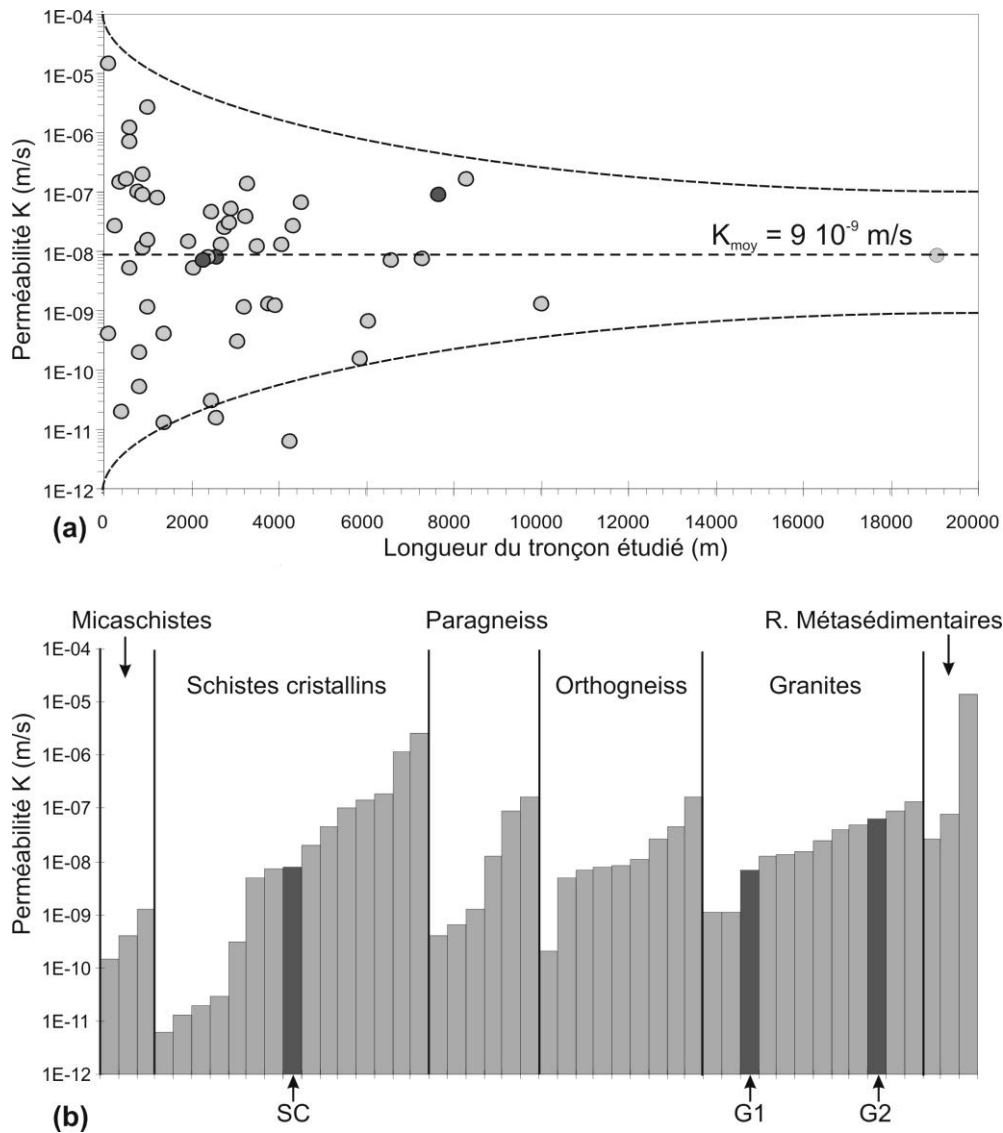 1E-04
1E-05
1E-06
1E-07
1E-08
1E-09
1E-10
1E-11
1E-12
Perméabilité K (m/s)
Kmoy = 9 10-9 m/s
0 2000 4000 6000 8000 10000 12000 14000 16000 18000 20000
(a)
Longueur du tronçon étudié (m)
Micaschistes Paragneiss R. Métasédimentaires
Schistes cristallins Orthogneiss Granites
1E-04
1E-05
1E-06
1E-07
1E-08
1E-09
1E-10
1E-11
1E-12
Perméabilité K (m/s)
(b)
SC G1 G2